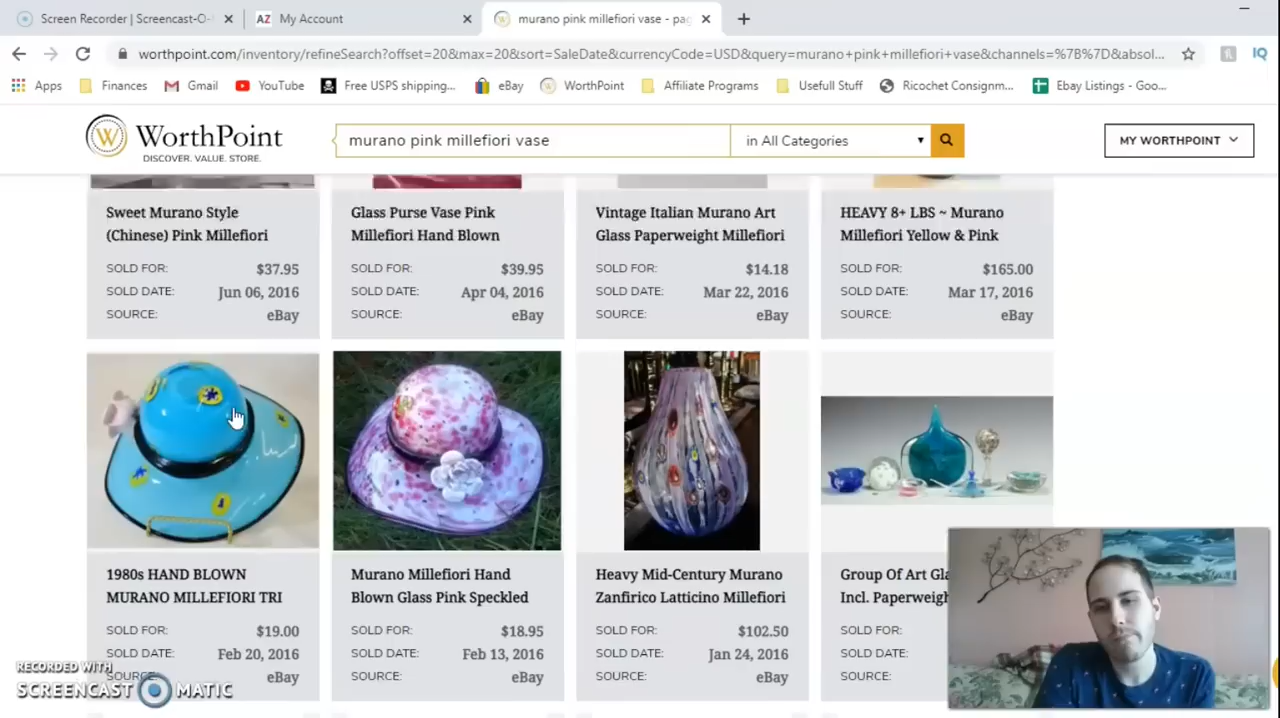 Screen Recorder | Screencast-O-
AZ My Account
murano pink millefiori vase - pag
worthpoint.com/inventory/refineSearch?offset=20&max=20&sort=SaleDate&currencyCode=USD&query=murano+pink+millefiori+vase&channels=%7B%7D&absol...
IQ
Apps Finances Gmail YouTube Free USPS shipping... eBay WorthPoint Affiliate Programs Usefull Stuff Ricochet Consignm... Ebay Listings - Goo...
W WorthPoint
DISCOVER. VALUE. STORE.
murano pink millefiori vase
in All Categories
MY WORTHPOINT
Sweet Murano Style
(Chinese) Pink Millefiori
SOLD FOR: $37.95
SOLD DATE: Jun 06, 2016
SOURCE: eBay
Glass Purse Vase Pink
Millefiori Hand Blown
SOLD FOR: $39.95
SOLD DATE: Apr 04, 2016
SOURCE: eBay
Vintage Italian Murano Art
Glass Paperweight Millefiori
SOLD FOR: $14.18
SOLD DATE: Mar 22, 2016
SOURCE: eBay
HEAVY 8+ LBS ~ Murano
Millefiori Yellow & Pink
SOLD FOR: $165.00
SOLD DATE: Mar 17, 2016
SOURCE: eBay
1980s HAND BLOWN
MURANO MILLEFIORI TRI
SOLD FOR: $19.00
SOLD DATE: Feb 20, 2016
SOURCE: eBay
Murano Millefiori Hand
Blown Glass Pink Speckled
SOLD FOR: $18.95
SOLD DATE: Feb 13, 2016
SOURCE: eBay
Heavy Mid-Century Murano
Zanfirico Latticino Millefiori
SOLD FOR: $102.50
SOLD DATE: Jan 24, 2016
SOURCE: eBay
Group Of Art Gla
Incl. Paperweigh
SOLD FOR:
SOLD DATE:
SOURCE:
RECORDED WITH
SCREENCAST MATIC